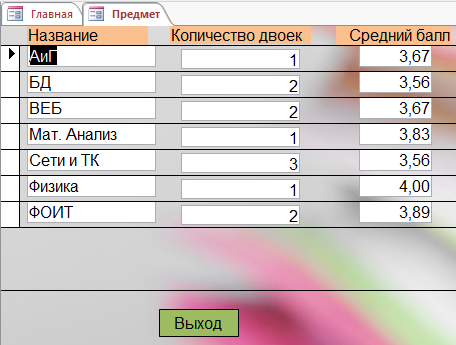 Главная Предмет
Название Количество двоек Средний балл
АиГ 1 3,67
БД 2 3,56
ВЕБ 2 3,67
Мат. Анализ 1 3,83
Сети и ТК 3 3,56
Физика 1 4,00
ФОИТ 2 3,89
Выход